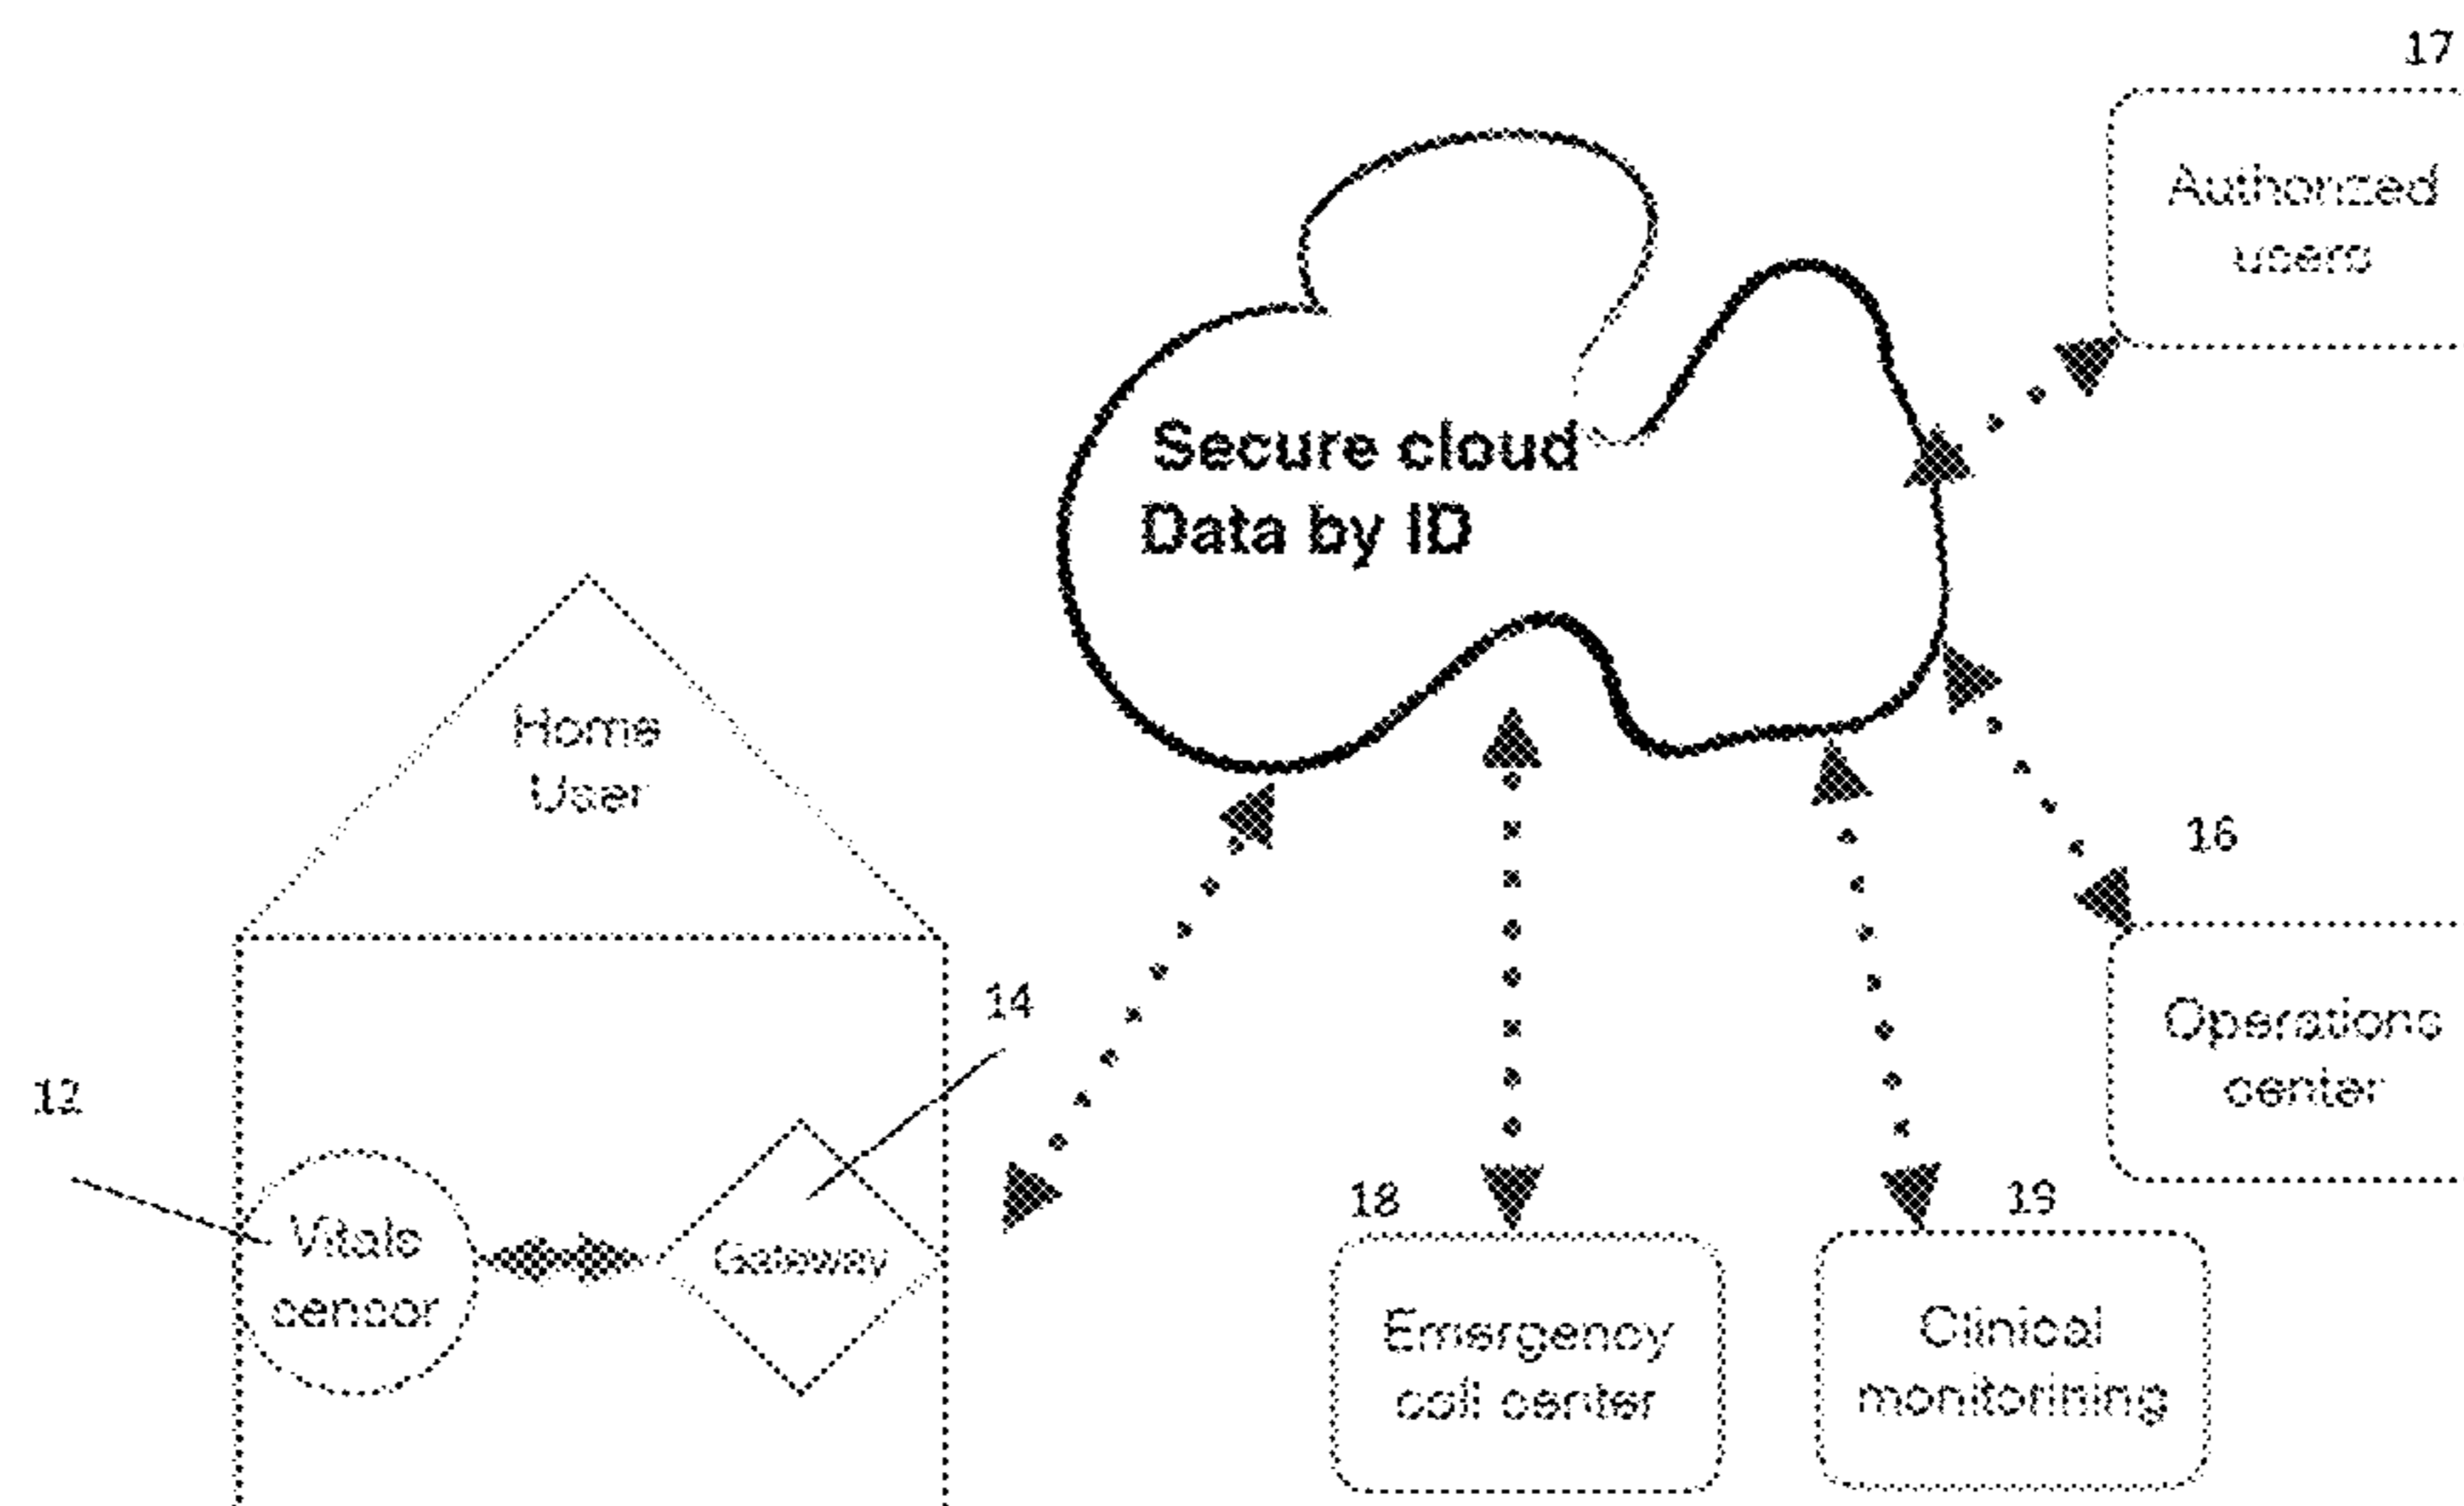 17
Authorized
users
Secure cloud
Data by ID
Home
User
16
14
Operations
center
12
18
19
Vitals
sensor
Gateway
Emergency
call center
Clinical
monitorining